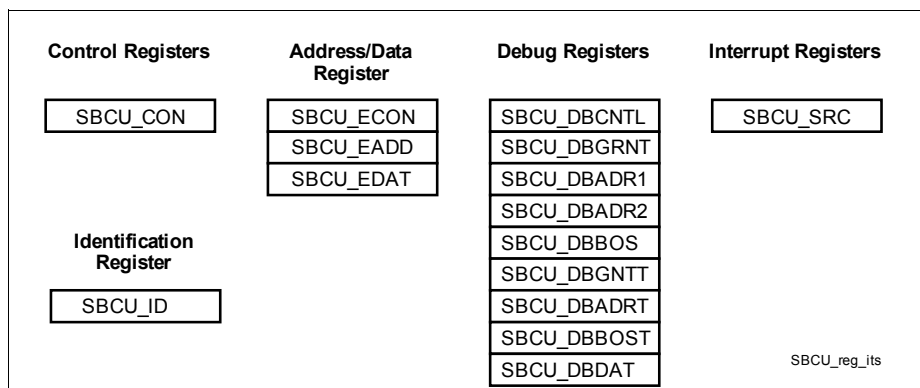 Control Registers
SBCU_CON
Identification
Register
SBCU_ID
Address/Data
Register
SBCU_ECON
SBCU_EADD
SBCU_EDAT
Debug Registers
SBCU_DBCNTL
SBCU_DBGRNT
SBCU_DBADR1
SBCU_DBADR2
SBCU_DBBOS
SBCU_DBGNTT
SBCU_DBADRT
SBCU_DBBOST
SBCU_DBDAT
Interrupt Registers
SBCU_SRC
SBCU_reg_its